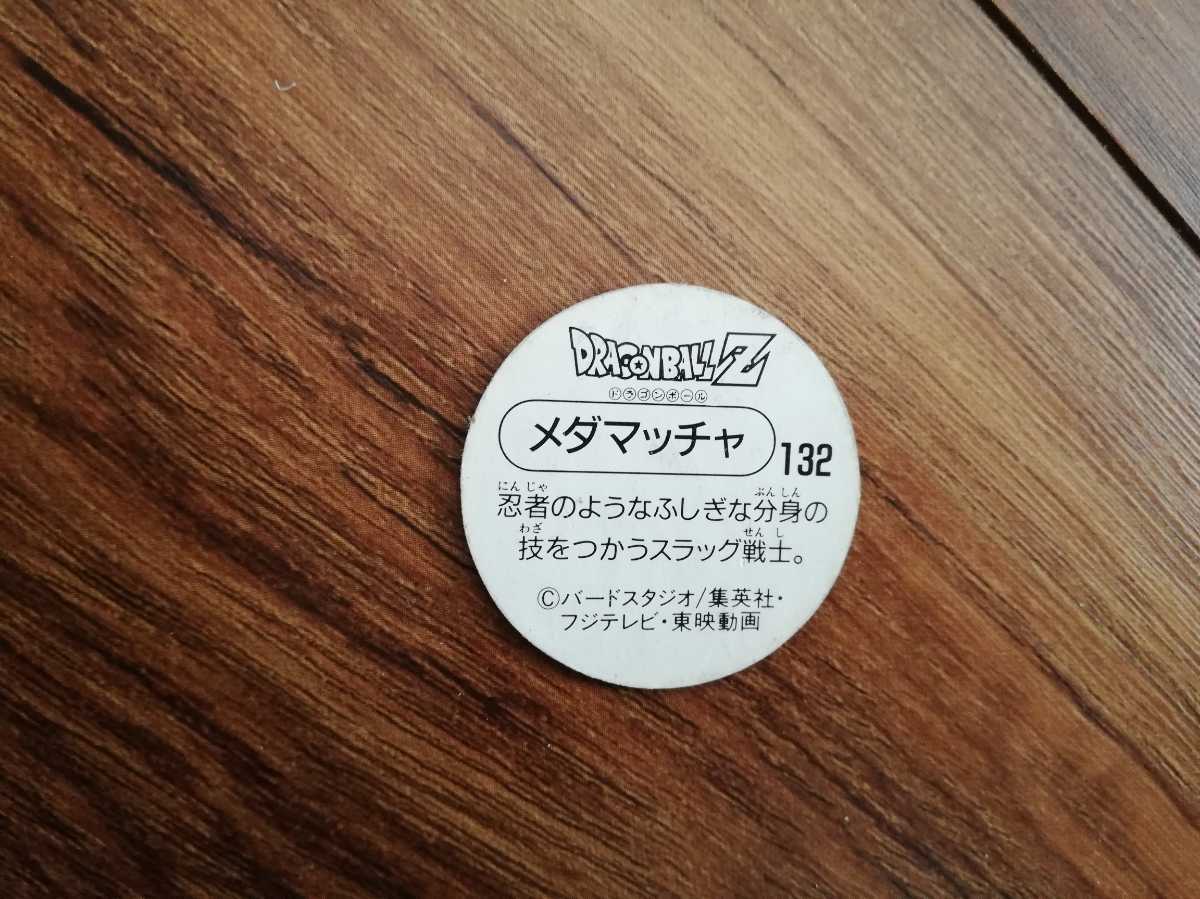 DRAGONBALL Z
ドラゴンボール
メダマッチャ
132
にんじゃ ぶんしん
忍者のようなふしぎな分身の
わざ せんし
技をつかうスラッグ戦士。
Ⓒバードスタジオ/集英社・
フジテレビ・東映動画